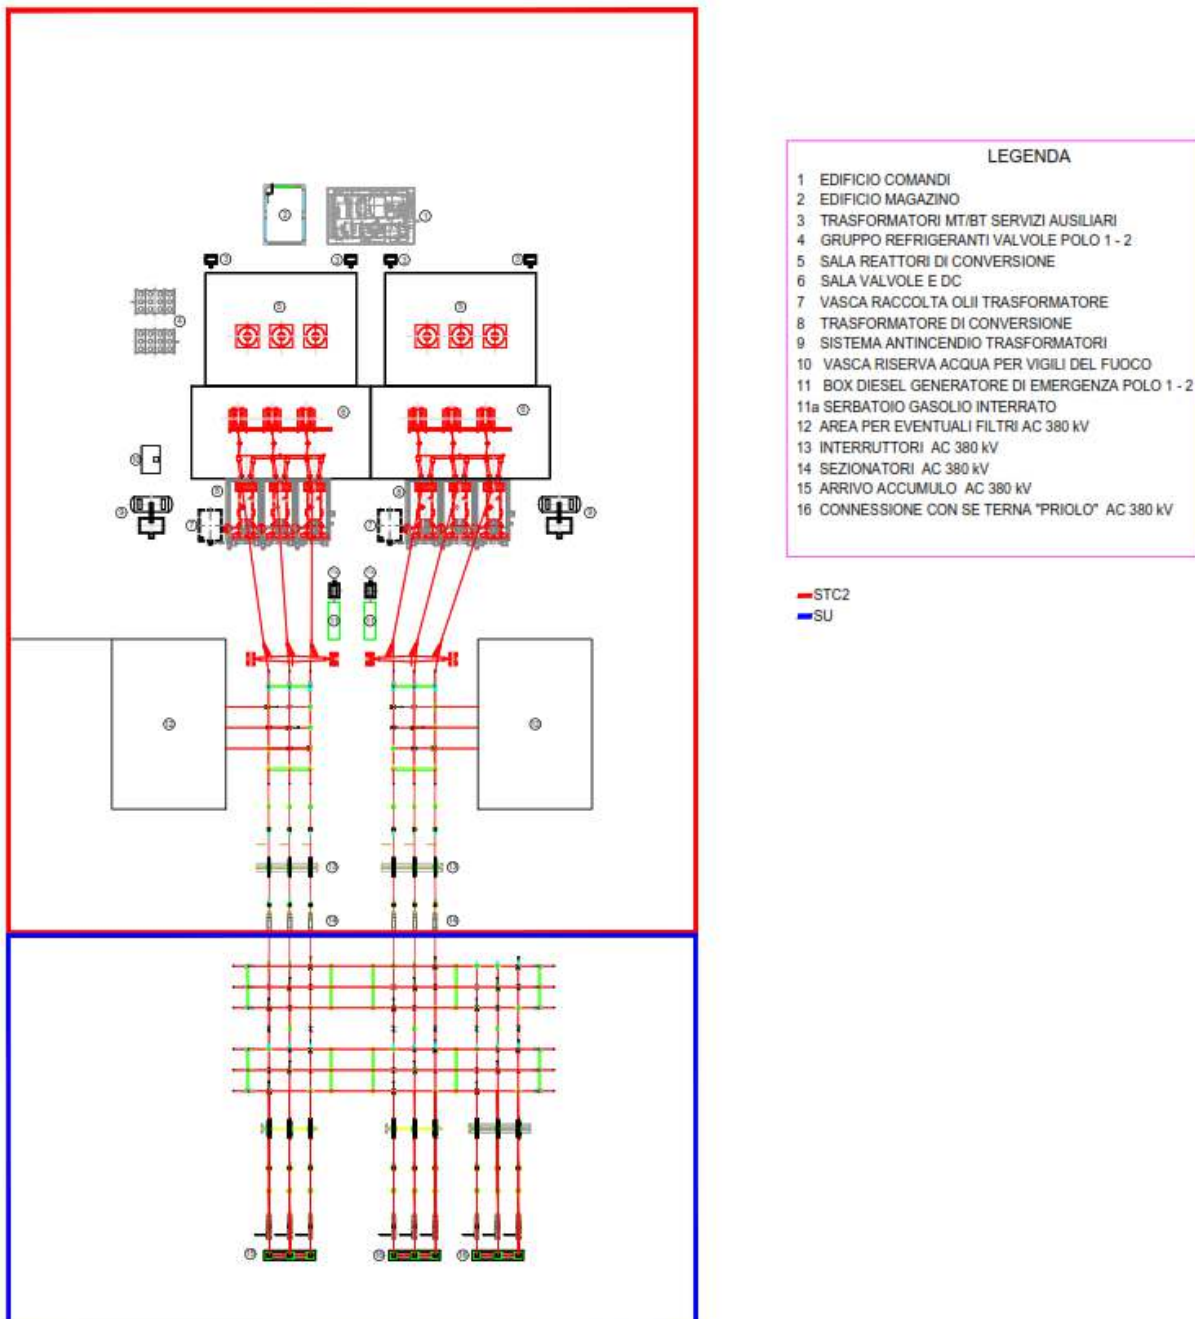 LEGENDA
1 EDIFICIO COMANDI
2 EDIFICIO MAGAZINO
3 TRASFORMATORI MT/BT SERVIZI AUSILIARI
4 GRUPPO REFRIGERANTI VALVOLE POLO 1 - 2
5 SALA REATTORI DI CONVERSIONE
6 SALA VALVOLE E DC
7 VASCA RACCOLTA OLII TRASFORMATORE
8 TRASFORMATORE DI CONVERSIONE
9 SISTEMA ANTINCENDIO TRASFORMATORI
10 VASCA RISERVA ACQUA PER VIGILI DEL FUOCO
11 BOX DIESEL GENERATORE DI EMERGENZA POLO 1 - 2
11a SERBATOIO GASOLIO INTERRATO
12 AREA PER EVENTUALI FILTRI AC 380 kV
13 INTERRUTTORI AC 380 kV
14 SEZIONATORI AC 380 kV
15 ARRIVO ACCUMULO AC 380 kV
16 CONNESSIONE CON SE TERNA "PRIOLO" AC 380 kV
STC2
SU